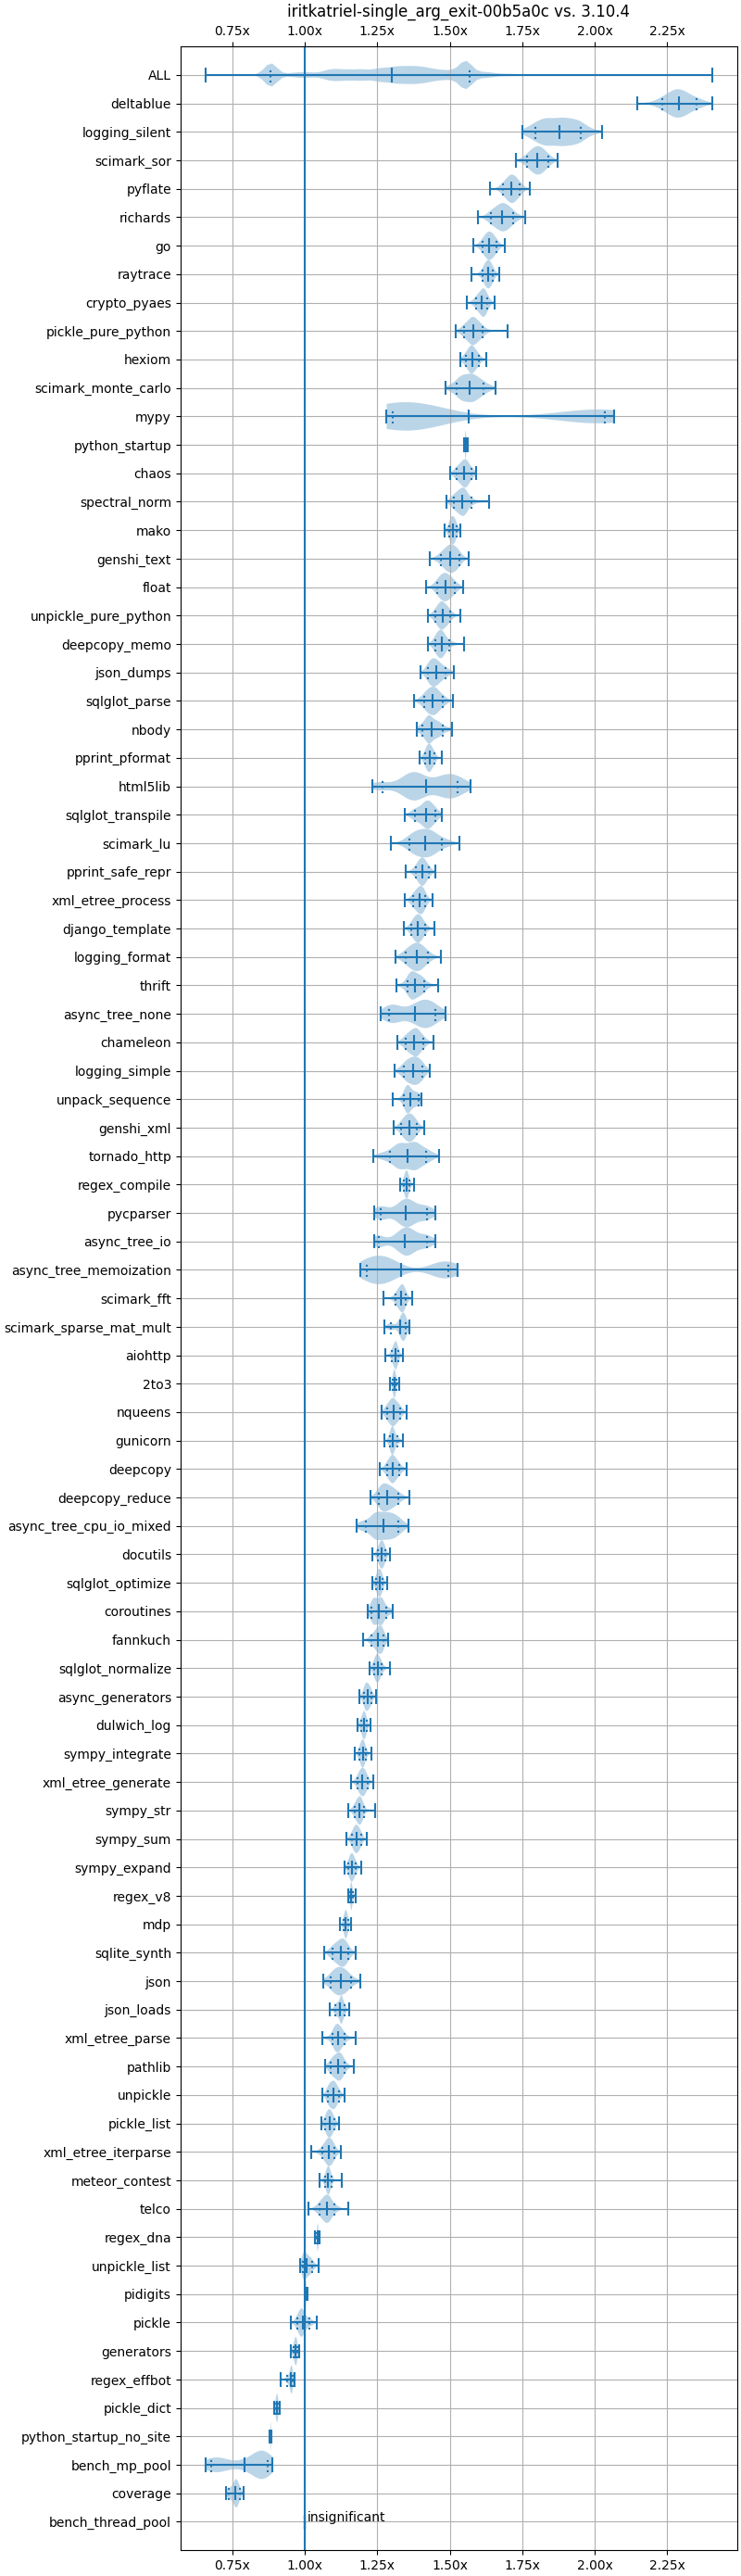 iritkatriel-single_arg_exit-00b5a0c vs. 3.10.4
0.75x 1.00x 1.25x 1.50x 1.75x 2.00x 2.25x
ALL
deltablue
logging_silent
scimark_sor
pyflate
richards
go
raytrace
crypto_pyaes
pickle_pure_python
hexiom
scimark_monte_carlo
mypy
python_startup
chaos
spectral_norm
mako
genshi_text
float
unpickle_pure_python
deepcopy_memo
json_dumps
sqlglot_parse
nbody
pprint_pformat
html5lib
sqlglot_transpile
scimark_lu
pprint_safe_repr
xml_etree_process
django_template
logging_format
thrift
async_tree_none
chameleon
logging_simple
unpack_sequence
genshi_xml
tornado_http
regex_compile
pycparser
async_tree_io
async_tree_memoization
scimark_fft
scimark_sparse_mat_mult
aiohttp
2to3
nqueens
gunicorn
deepcopy
deepcopy_reduce
async_tree_cpu_io_mixed
docutils
sqlglot_optimize
coroutines
fannkuch
sqlglot_normalize
async_generators
dulwich_log
sympy_integrate
xml_etree_generate
sympy_str
sympy_sum
sympy_expand
regex_v8
mdp
sqlite_synth
json
json_loads
xml_etree_parse
pathlib
unpickle
pickle_list
xml_etree_iterparse
meteor_contest
telco
regex_dna
unpickle_list
pidigits
pickle
generators
regex_effbot
pickle_dict
python_startup_no_site
bench_mp_pool
coverage
bench_thread_pool insignificant
0.75x 1.00x 1.25x 1.50x 1.75x 2.00x 2.25x